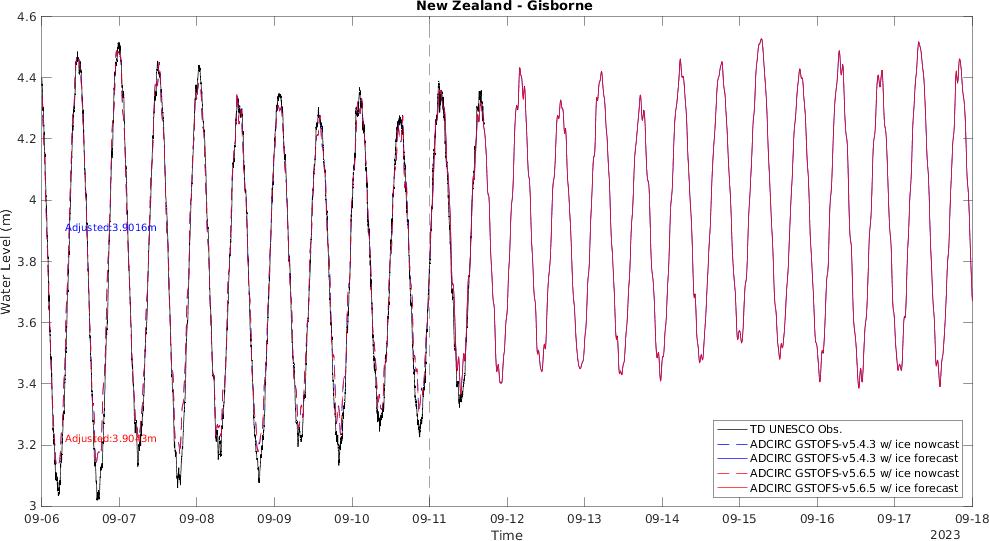 New Zealand - Gisborne
4.6
4.4
4.2
4
3.8
3.6
3.4
3.2
3
Water Level (m)
Adjusted:3.9016m
Adjusted:3.9043m
TD UNESCO Obs.
ADCIRC GSTOFS-v5.4.3 w/ ice nowcast
ADCIRC GSTOFS-v5.4.3 w/ ice forecast
ADCIRC GSTOFS-v5.6.5 w/ ice nowcast
ADCIRC GSTOFS-v5.6.5 w/ ice forecast
09-06 09-07 09-08 09-09 09-10 09-11 09-12 09-13 09-14 09-15 09-16 09-17 09-18
Time
2023